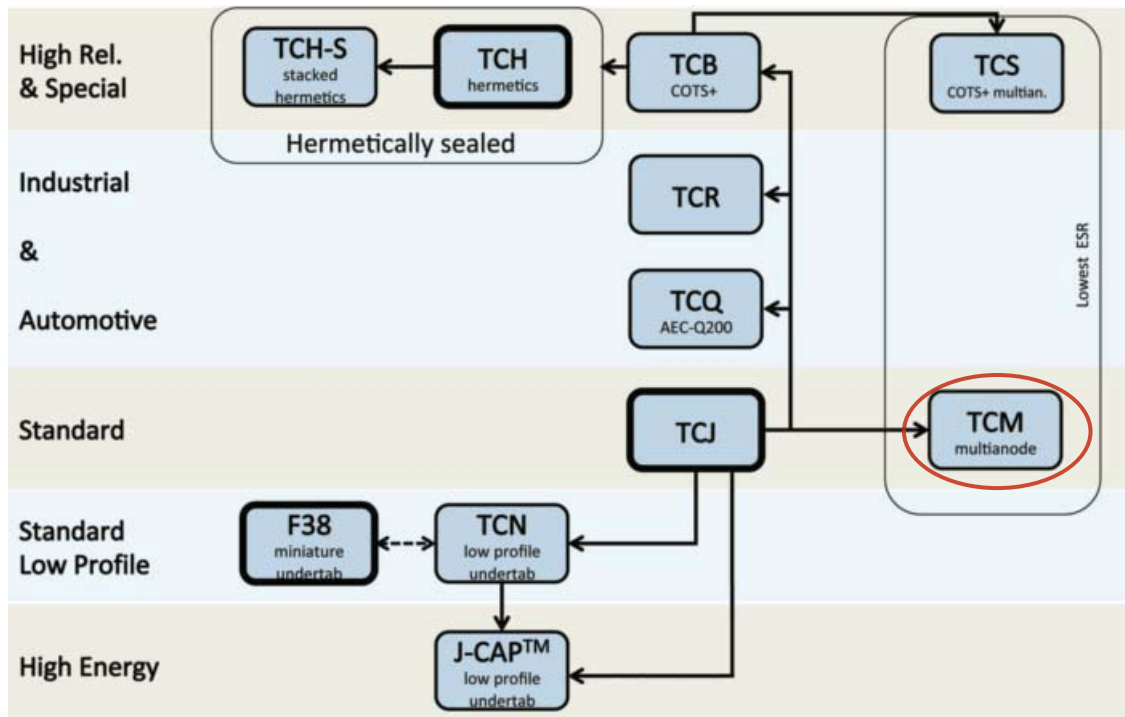 High Rel.
& Special
TCH-S
stacked
hermetics
TCH
hermetics
TCB
COTS+
TCS
COTS+ multian.
Hermetically sealed
Industrial
&
Automotive
TCR
TCQ
AEC-Q200
Lowest ESR
Standard
TCJ
TCM
multianode
Standard
Low Profile
F38
miniature
undertab
TCN
low profile
undertab
High Energy
J-CAP™
low profile
undertab